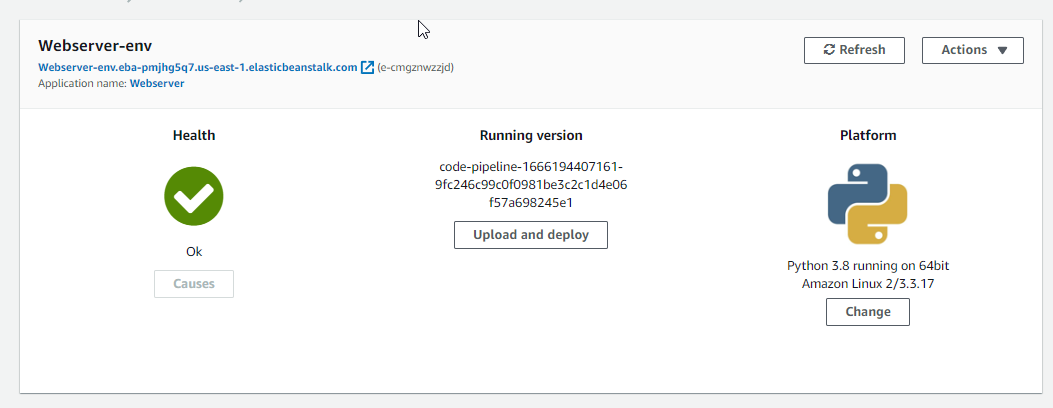 Webserver-env
Webserver-env.eba-pmjhg5q7.us-east-1.elasticbeanstalk.com (e-cmgznwzzjd)
Application name: Webserver
Refresh
Actions
Health
Ok
Causes
Running version
code-pipeline-1666194407161-
9fc246c99c0f0981be3c2c1d4e06
f57a698245e1
Upload and deploy
Platform
Python 3.8 running on 64bit
Amazon Linux 2/3.3.17
Change